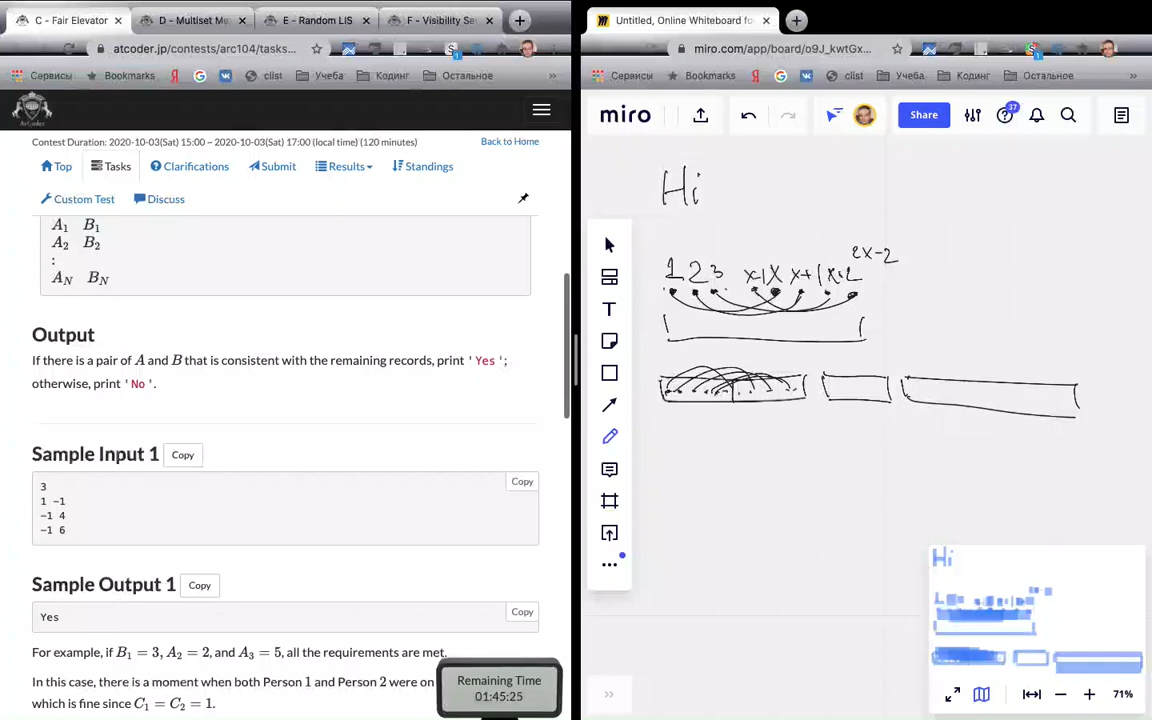 C - Fair Elevator
D - Multiset Me
E - Random LIS
F - Visibility Se
Untitled, Online Whiteboard fo
atcoder.jp/contests/arc104/tasks...
miro.com/app/board/o9J_kwtGx...
Сервисы
Bookmarks
clist
Учеба
Кодинг
Остальное
Сервисы
Bookmarks
clist
Учеба
Кодинг
Остальное
AtCoder
Contest Duration: 2020-10-03(Sat) 15:00 ~ 2020-10-03(Sat) 17:00 (local time) (120 minutes)
Back to Home
Top
Tasks
Clarifications
Submit
Results
Standings
Custom Test
Discuss
A1 B1
A2 B2
:
AN BN
Output
If there is a pair of A and B that is consistent with the remaining records, print 'Yes';
otherwise, print 'No'.
Sample Input 1
Copy
Copy
3
1 -1
-1 4
-1 6
Sample Output 1
Copy
Copy
Yes
For example, if B1 = 3, A2 = 2, and A3 = 5, all the requirements are met.
In this case, there is a moment when both Person 1 and Person 2 were on
which is fine since C1 = C2 = 1.
Remaining Time
01:45:25
miro
Share
37
Hi
2x-2
1 2 3 x-1 x x+1 x+2
Hi
71%